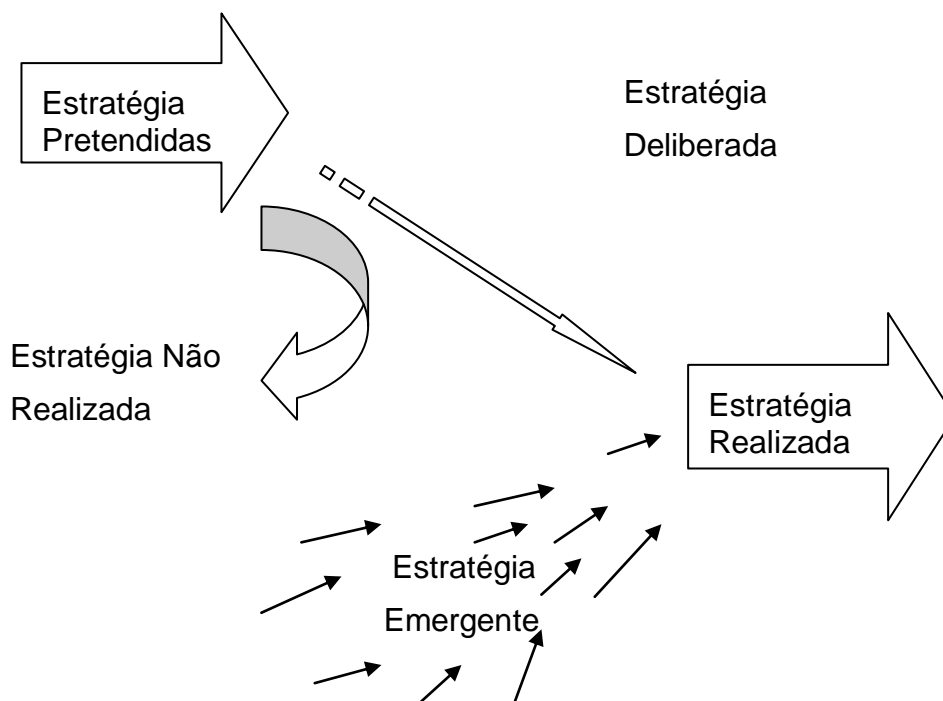 Estratégia
Pretendidas
Estratégia
Deliberada
Estratégia Não
Realizada
Estratégia
Realizada
Estratégia
Emergente